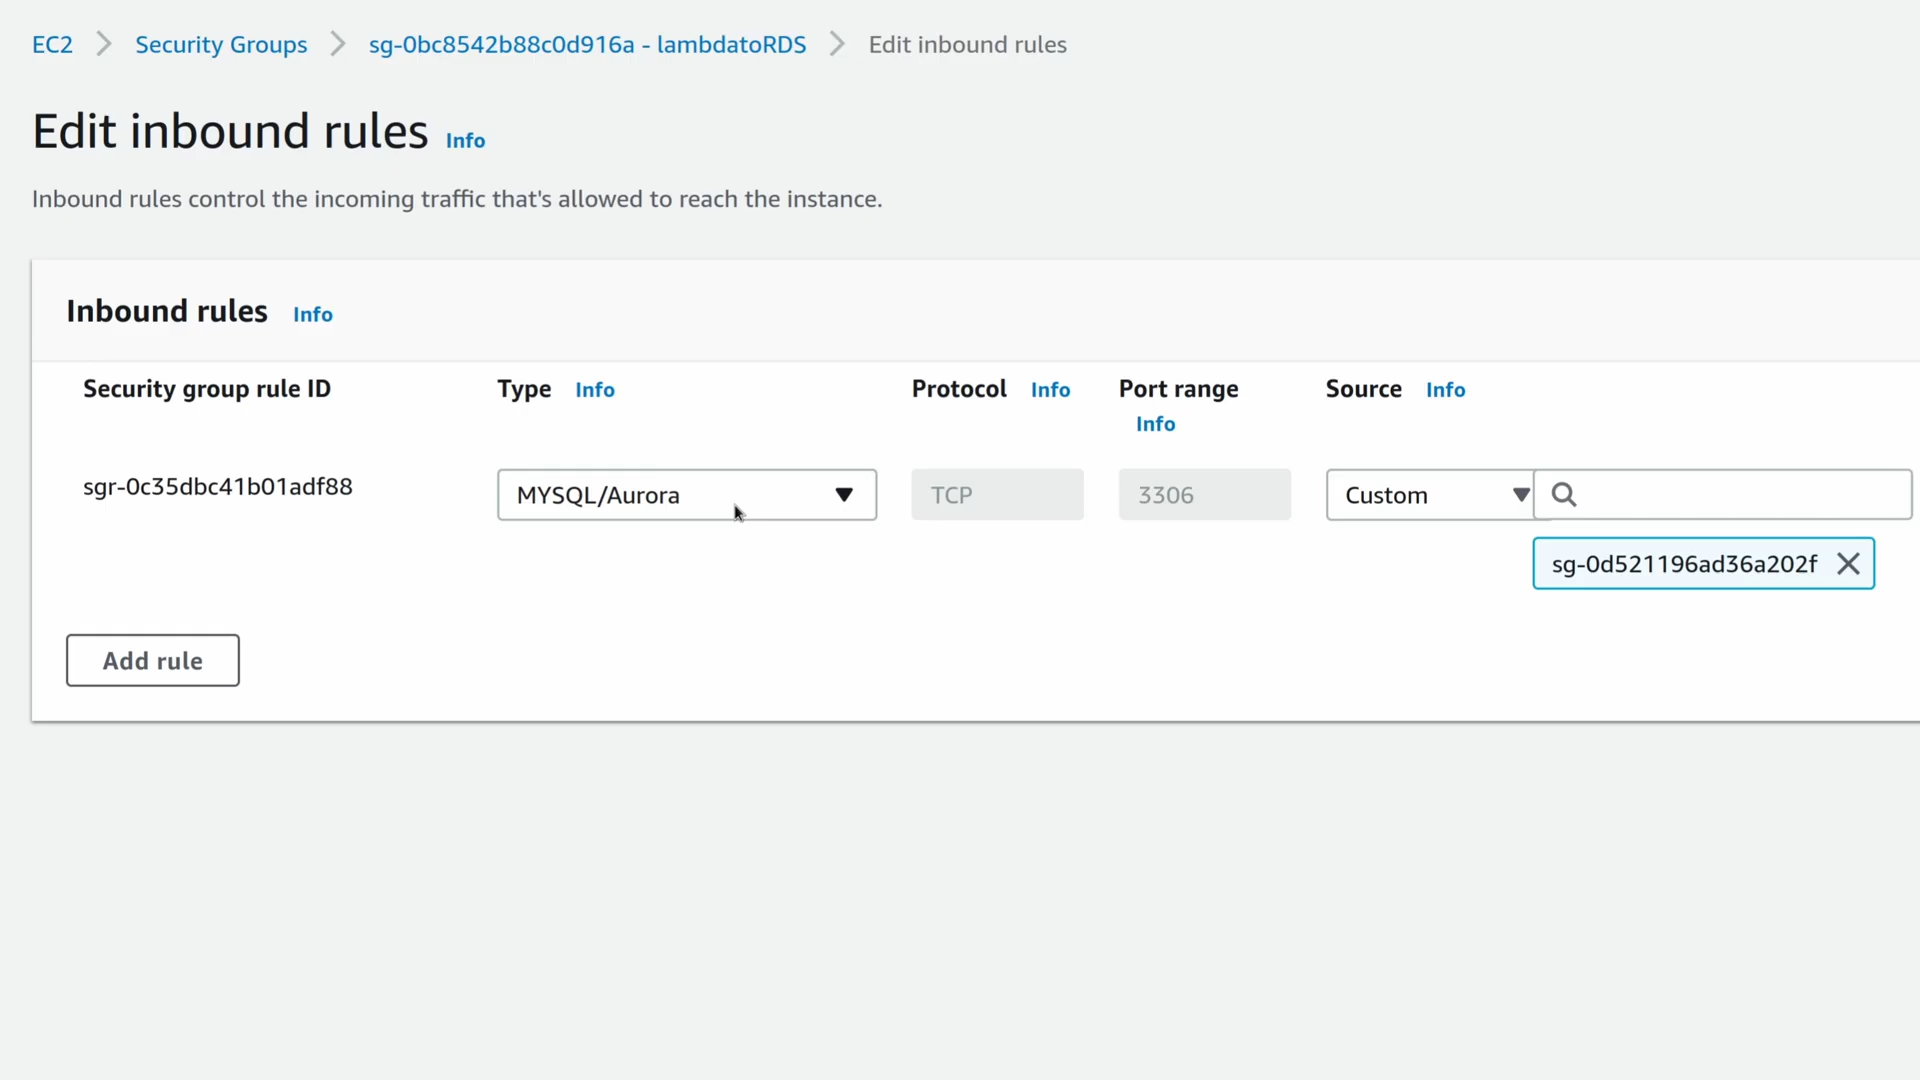 EC2 > Security Groups > sg-0bc8542b88c0d916a - lambdatoRDS > Edit inbound rules
Edit inbound rules Info
Inbound rules control the incoming traffic that's allowed to reach the instance.
Inbound rules Info
Security group rule ID Type Info Protocol Info Port range Info Source Info
sgr-0c35dbc41b01adf88 MYSQL/Aurora TCP 3306 Custom
sg-0d521196ad36a202f
Add rule